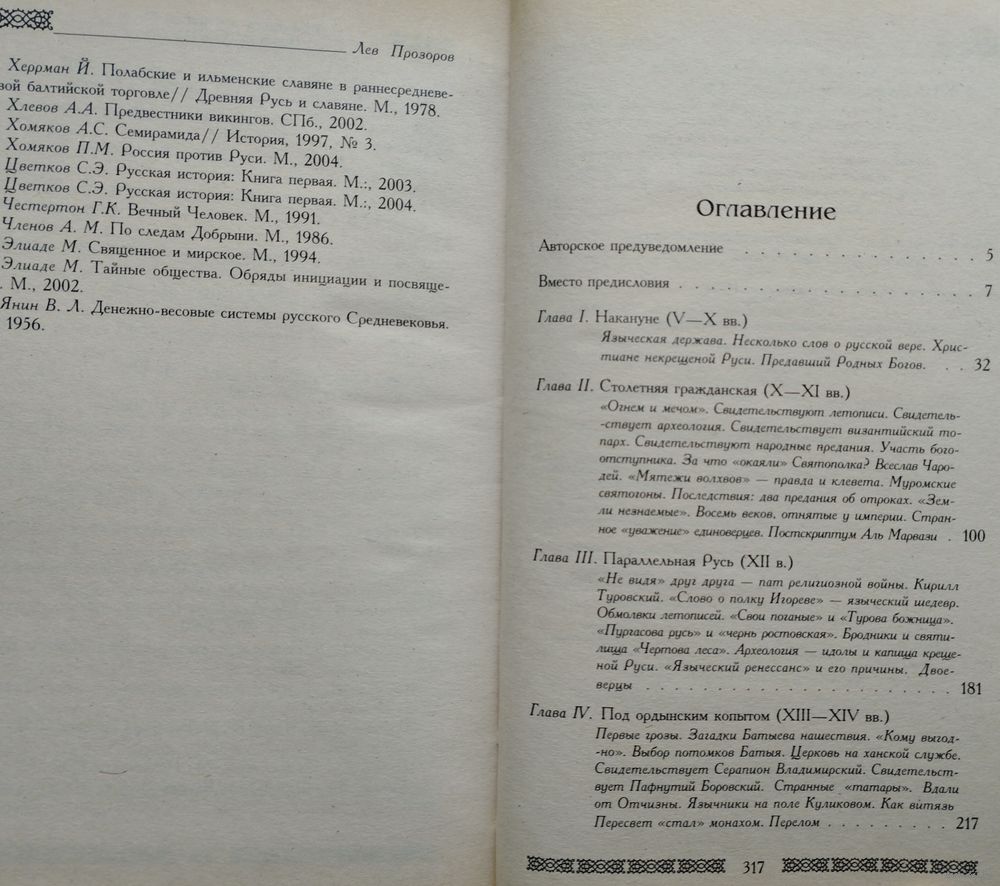 Лев Прозоров
Херрман Й. Полабские и ильменские славяне в раннесредневе-
вой балтийской торговле// Древняя Русь и славяне. М., 1978.
Хлевов А.А. Предвестники викингов. СПб., 2002.
Хомяков А.С. Семирамида// История, 1997, № 3.
Хомяков П.М. Россия против Руси. М., 2004.
Цветков С.Э. Русская история: Книга первая. М.:, 2003.
Цветков С.Э. Русская история: Книга первая. М.:, 2004.
Честертон Г.К. Вечный Человек. М., 1991.
Членов А. М. По следам Добрыни. М., 1986.
Элиаде М. Священное и мирское. М., 1994.
Элиаде М. Тайные общества. Обряды инициации и посвяще-
. М., 2002.
Янин В. Л. Денежно-весовые системы русского Средневековья.
1956.
Оглавление
Авторское предуведомление . . . . . . . . . . . . . 5
Вместо предисловия . . . . . . . . . . . . . . . . 7
Глава I. Накануне (V—X вв.)
Языческая держава. Несколько слов о русской вере. Хрис-
тиане некрещеной Руси. Предавший Родных Богов. . . 32
Глава II. Столетняя гражданская (X—XI вв.)
«Огнем и мечом». Свидетельствуют летописи. Свидетель-
-ствует археология. Свидетельствует византийский то-
парх. Свидетельствуют народные предания. Участь бого-
отступника. За что «окаяли» Святополка? Всеслав Чаро-
дей. «Мятежи волхвов» — правда и клевета. Муромские
святогоны. Последствия: два предания об отроках. «Зем-
ли незнаемые». Восемь веков, отнятые у империи. Стран-
ное «уважение» единоверцев. Постскриптум Аль Марвази . 100
Глава III. Параллельная Русь (XII в.)
«Не видя» друг друга — пат религиозной войны. Кирилл
Туровский. «Слово о полку Игореве» — языческий шедевр.
Обмолвки летописей. «Свои поганые» и «Турова божница».
«Пургасова русь» и «чернь ростовская». Бродники и святи-
лища «Чертова леса». Археология — идолы и капища креще-
ной Руси. «Языческий ренессанс» и его причины. Двое-
верцы . . . . . . . . . . . . . . . . . . . . 181
Глава IV. Под ордынским копытом (XIII—XIV вв.)
Первые грозы. Загадки Батыева нашествия. «Кому выгод-
-но». Выбор потомков Батыя. Церковь на ханской службе.
Свидетельствует Серапион Владимирский. Свидетельст-
вует Пафнутий Боровский. Странные «татары». Вдали
от Отчизны. Язычники на поле Куликовом. Как витязь
Пересвет «стал» монахом. Перелом . . . . . . . . . 217
317